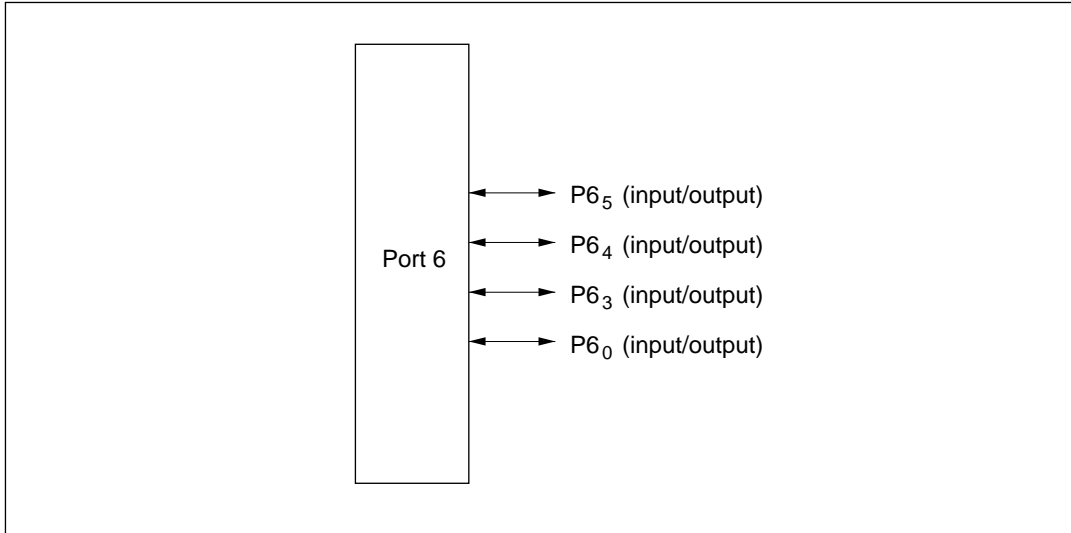 P6₅ (input/output)
P6₄ (input/output)
Port 6
P6₃ (input/output)
P6₀ (input/output)